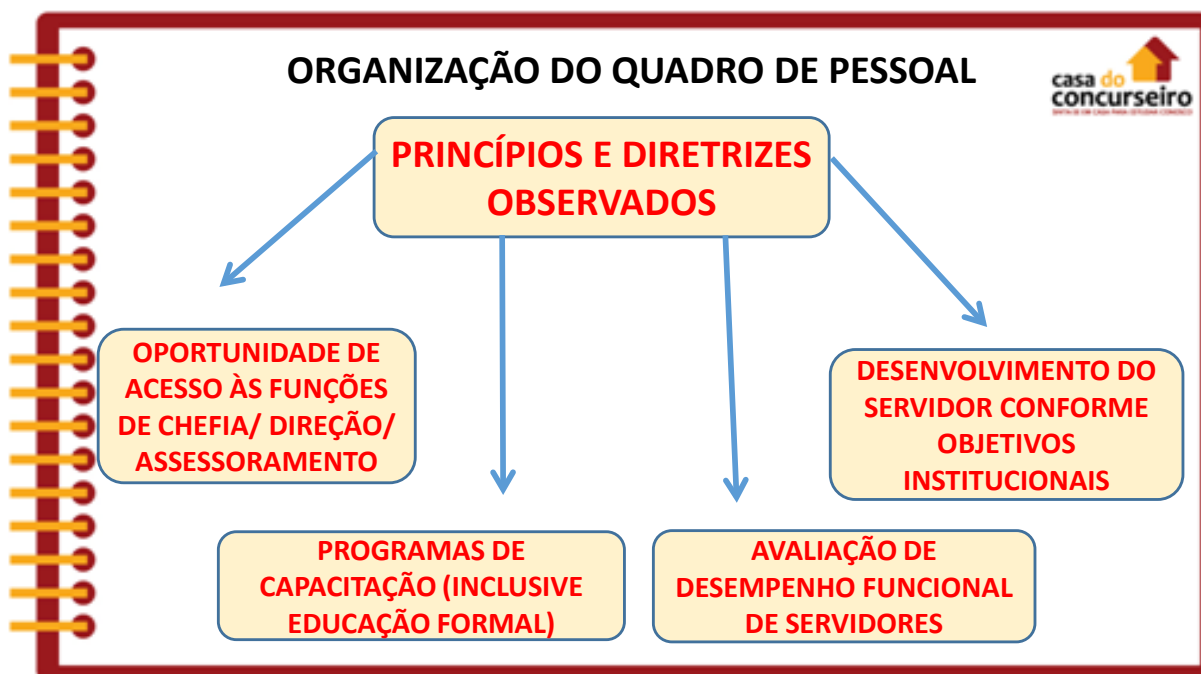 ORGANIZAÇÃO DO QUADRO DE PESSOAL
casa do
concurseiro
PRINCÍPIOS E DIRETRIZES
OBSERVADOS
OPORTUNIDADE DE
ACESSO ÀS FUNÇÕES
DE CHEFIA/ DIREÇÃO/
ASSESSORAMENTO
DESENVOLVIMENTO DO
SERVIDOR CONFORME
OBJETIVOS
INSTITUCIONAIS
PROGRAMAS DE
CAPACITAÇÃO (INCLUSIVE
EDUCAÇÃO FORMAL)
AVALIAÇÃO DE
DESEMPENHO FUNCIONAL
DE SERVIDORES